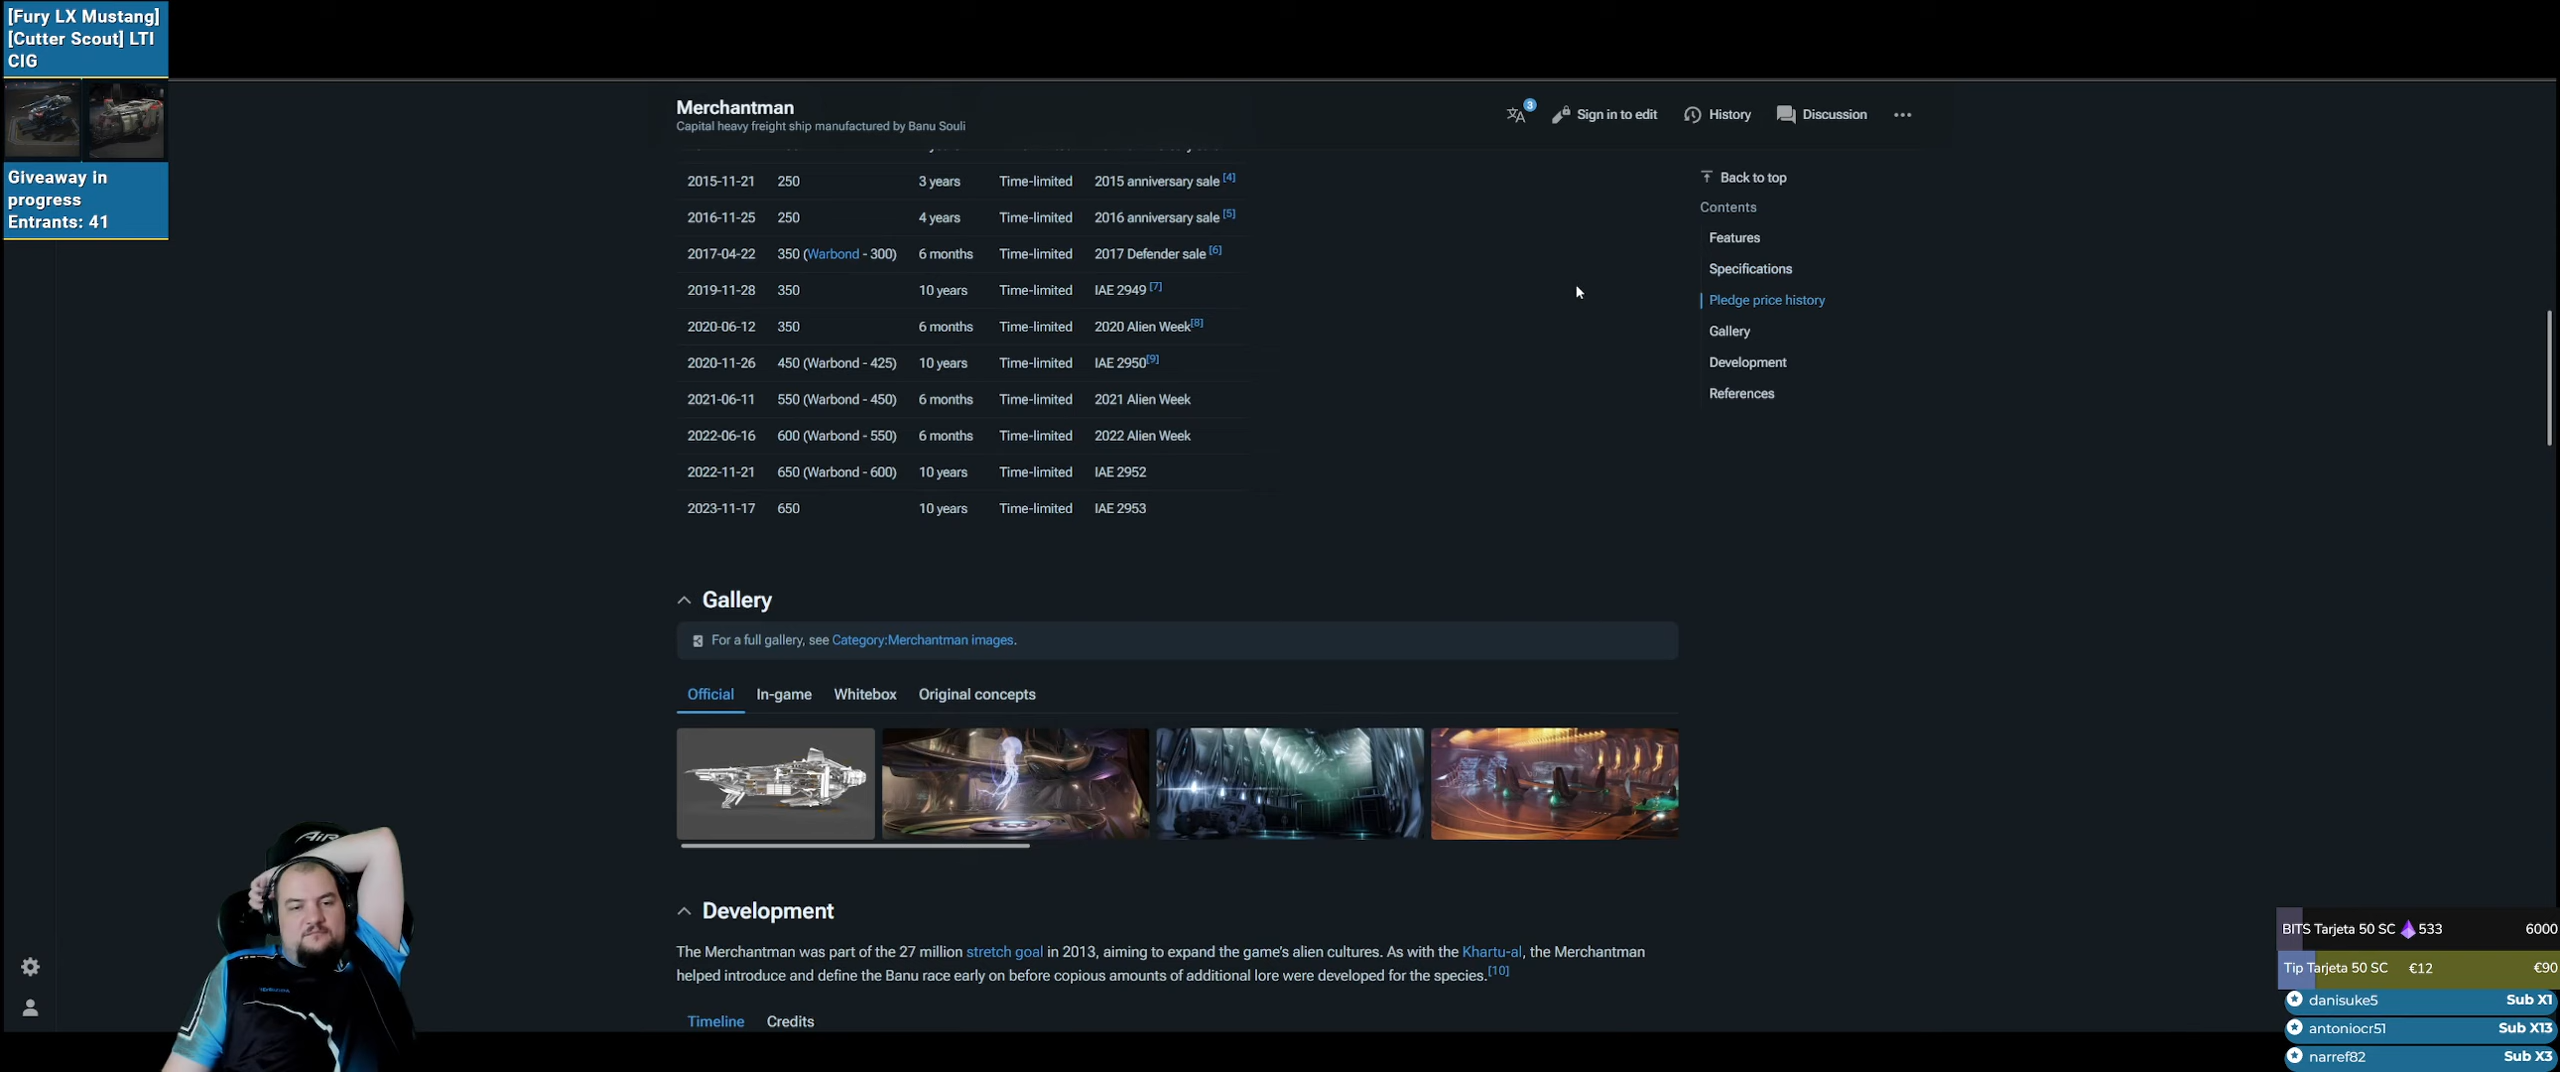 [Fury LX Mustang]
[Cutter Scout] LTI
CIG
Giveaway in
progress
Entrants: 41
Merchantman
Capital heavy freight ship manufactured by Banu Souli
3
Sign in to edit
History
Discussion
2015-11-21 250 3 years Time-limited 2015 anniversary sale [4]
2016-11-25 250 4 years Time-limited 2016 anniversary sale [5]
2017-04-22 350 (Warbond - 300) 6 months Time-limited 2017 Defender sale [6]
2019-11-28 350 10 years Time-limited IAE 2949 [7]
2020-06-12 350 6 months Time-limited 2020 Alien Week[8]
2020-11-26 450 (Warbond - 425) 10 years Time-limited IAE 2950[9]
2021-06-11 550 (Warbond - 450) 6 months Time-limited 2021 Alien Week
2022-06-16 600 (Warbond - 550) 6 months Time-limited 2022 Alien Week
2022-11-21 650 (Warbond - 600) 10 years Time-limited IAE 2952
2023-11-17 650 10 years Time-limited IAE 2953
Back to top
Contents
Features
Specifications
Pledge price history
Gallery
Development
References
Gallery
For a full gallery, see Category:Merchantman images.
Official In-game Whitebox Original concepts
Development
The Merchantman was part of the 27 million stretch goal in 2013, aiming to expand the game's alien cultures. As with the Khartu-al, the Merchantman
helped introduce and define the Banu race early on before copious amounts of additional lore were developed for the species.[10]
Timeline Credits
BITS Tarjeta 50 SC 533 6000
Tip Tarjeta 50 SC €12 €90
danisuke5 Sub X1
antoniocr51 Sub X13
narref82 Sub X3